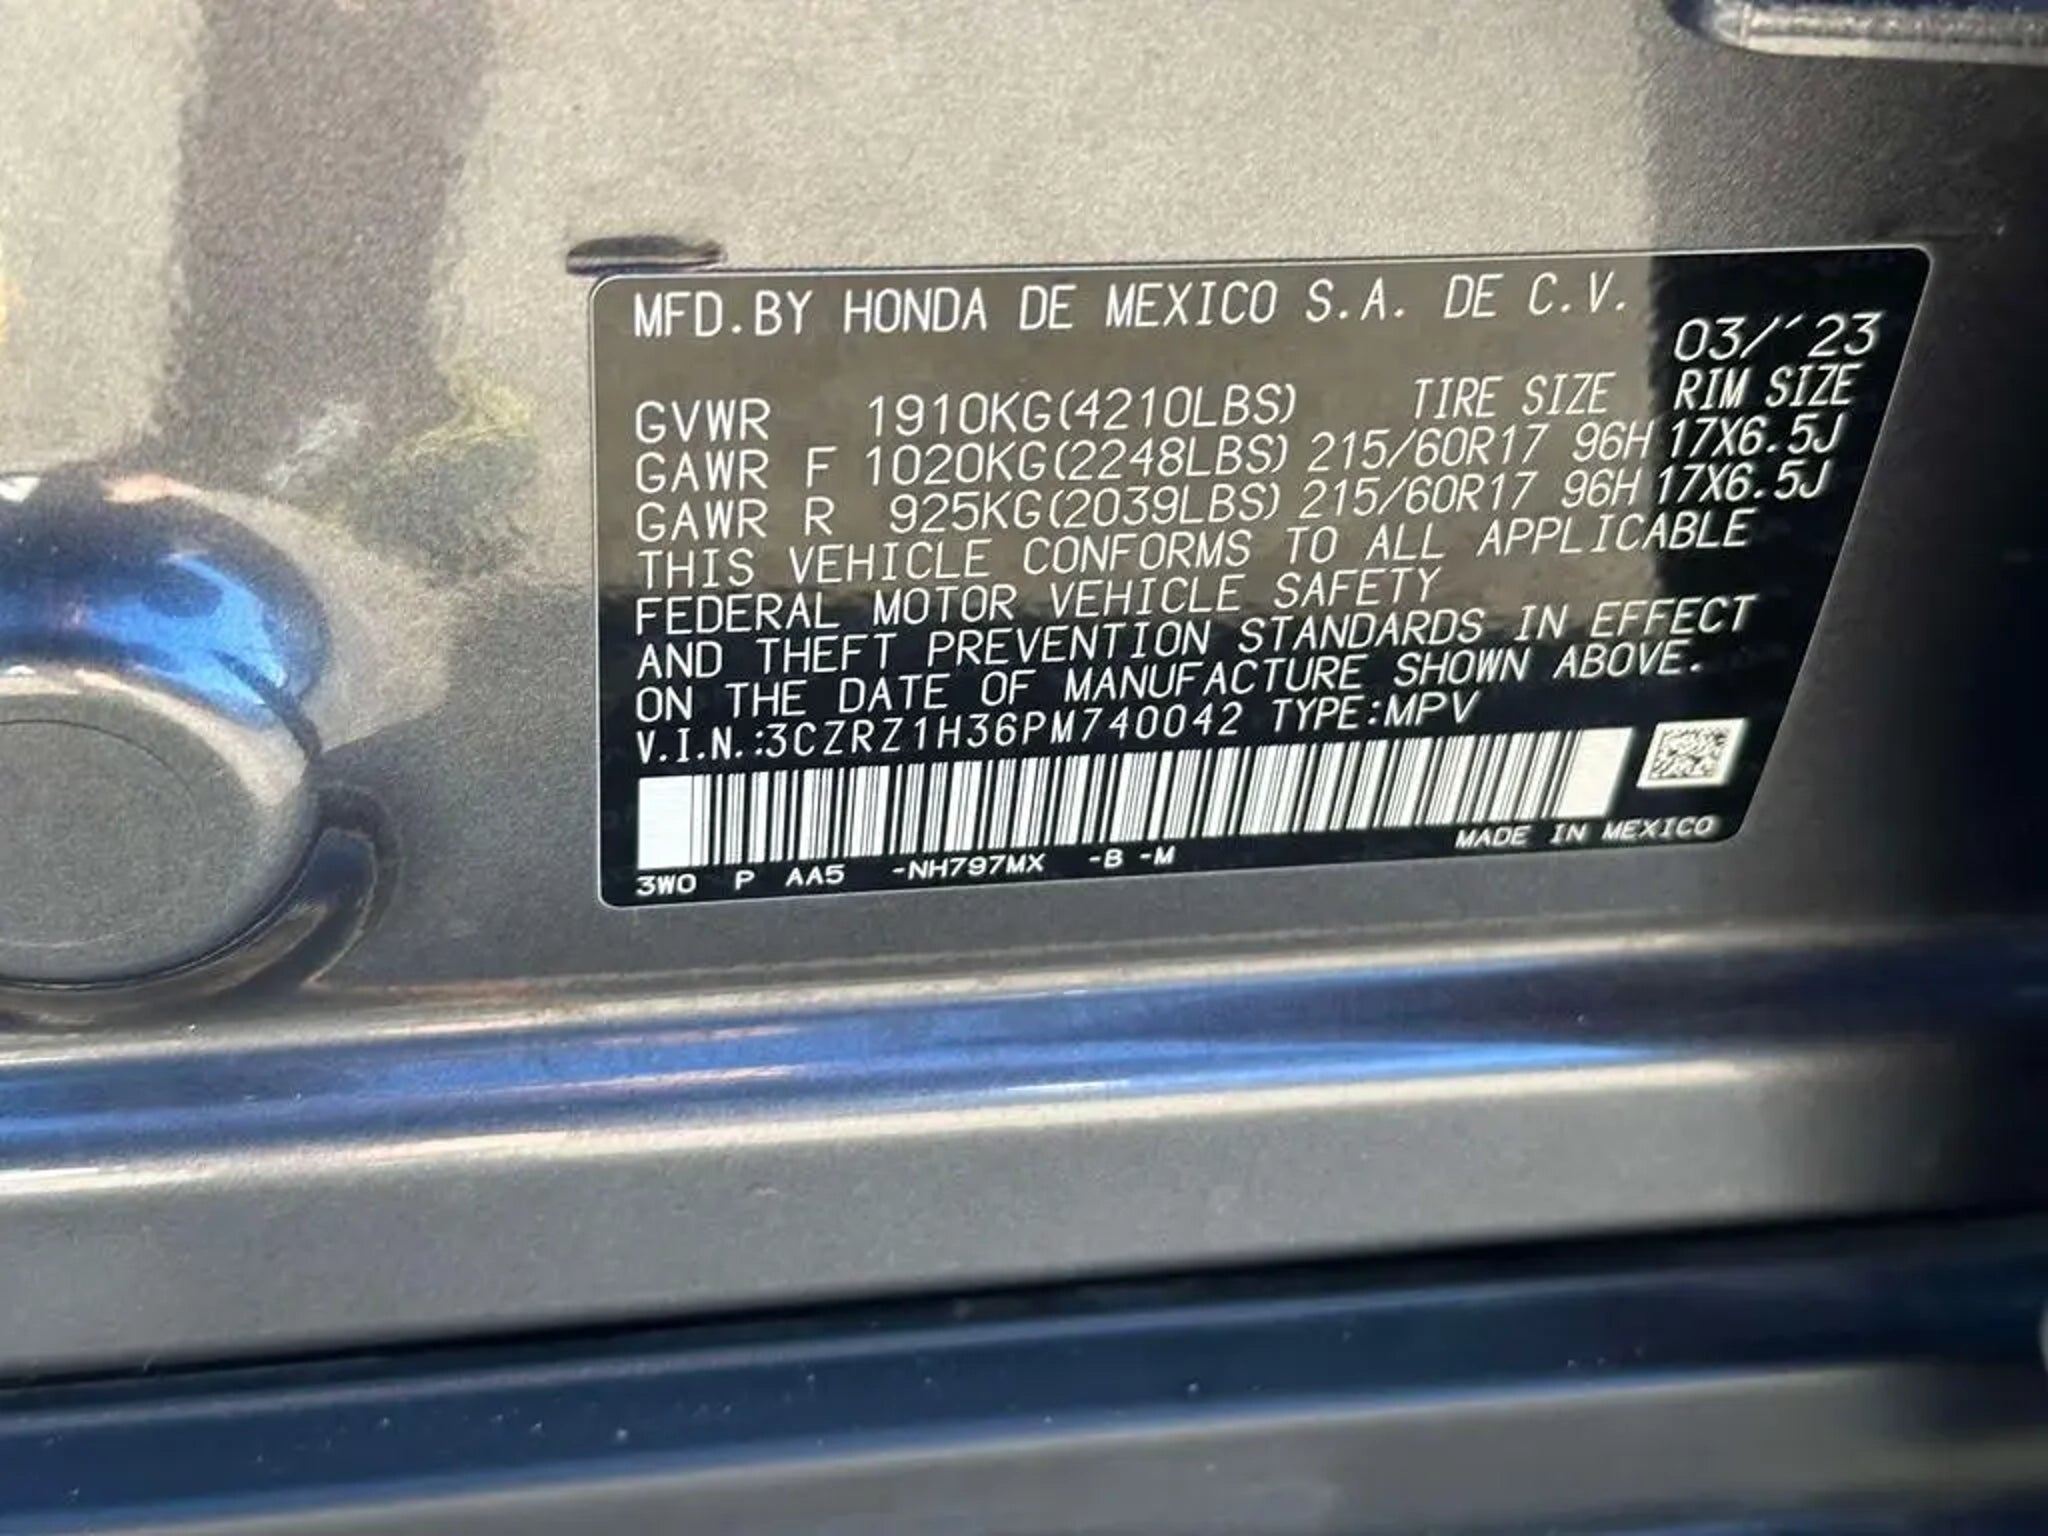 MFD.BY HONDA DE MEXICO S.A. DE C.V.
03/´23
GVWR 1910KG(4210LBS) TIRE SIZE RIM SIZE
GAWR F 1020KG(2248LBS) 215/60R17 96H 17X6.5J
GAWR R 925KG(2039LBS) 215/60R17 96H 17X6.5J
THIS VEHICLE CONFORMS TO ALL APPLICABLE
FEDERAL MOTOR VEHICLE SAFETY
AND THEFT PREVENTION STANDARDS IN EFFECT
ON THE DATE OF MANUFACTURE SHOWN ABOVE.
V.I.N.:3CZRZ1H36PM740042 TYPE:MPV
MADE IN MEXICO
3W0 P AA5 -NH797MX -B -M